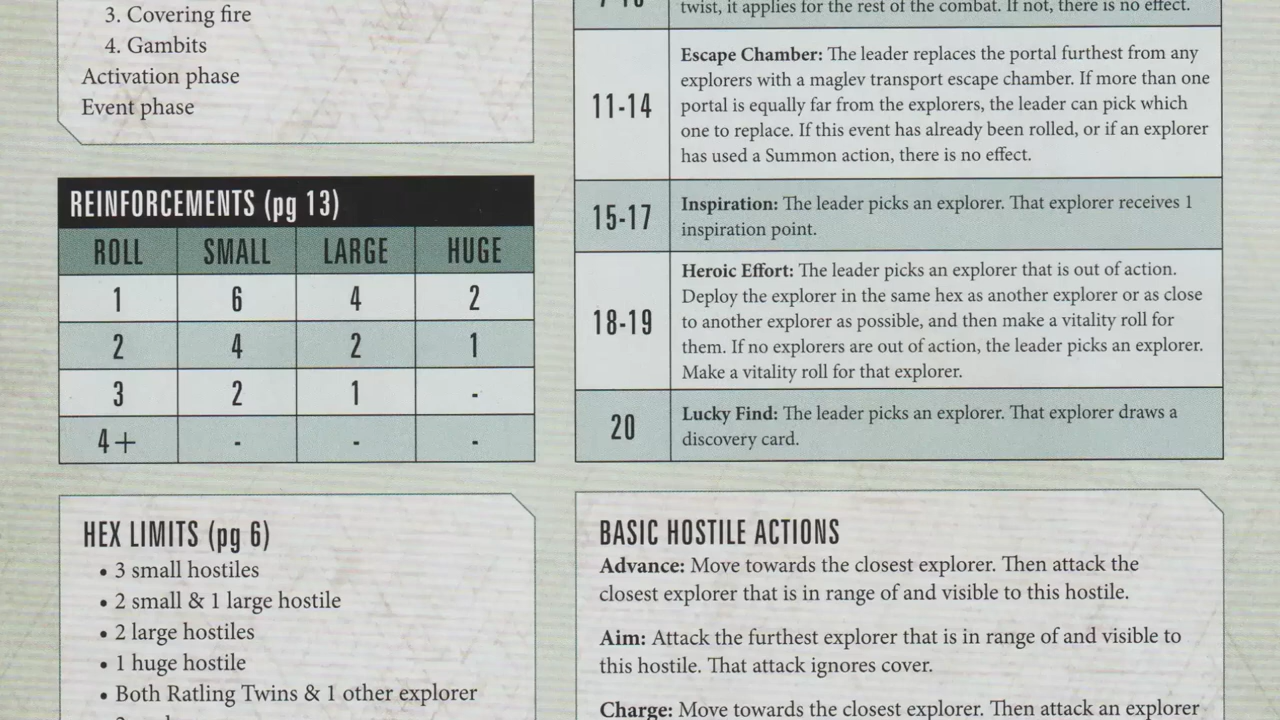 3. Covering fire
4. Gambits
Activation phase
Event phase
REINFORCEMENTS (pg 13)
ROLL SMALL LARGE HUGE
1 6 4 2
2 4 2 1
3 2 1 -
4+ - - -
HEX LIMITS (pg 6)
• 3 small hostiles
• 2 small & 1 large hostile
• 2 large hostiles
• 1 huge hostile
• Both Ratling Twins & 1 other explorer
twist, it applies for the rest of the combat. If not, there is no effect.
11-14
Escape Chamber: The leader replaces the portal furthest from any
explorers with a maglev transport escape chamber. If more than one
portal is equally far from the explorers, the leader can pick which
one to replace. If this event has already been rolled, or if an explorer
has used a Summon action, there is no effect.
15-17
Inspiration: The leader picks an explorer. That explorer receives 1
inspiration point.
18-19
Heroic Effort: The leader picks an explorer that is out of action.
Deploy the explorer in the same hex as another explorer or as close
to another explorer as possible, and then make a vitality roll for
them. If no explorers are out of action, the leader picks an explorer.
Make a vitality roll for that explorer.
20
Lucky Find: The leader picks an explorer. That explorer draws a
discovery card.
BASIC HOSTILE ACTIONS
Advance: Move towards the closest explorer. Then attack the
closest explorer that is in range of and visible to this hostile.
Aim: Attack the furthest explorer that is in range of and visible to
this hostile. That attack ignores cover.
Charge: Move towards the closest explorer. Then attack an explorer